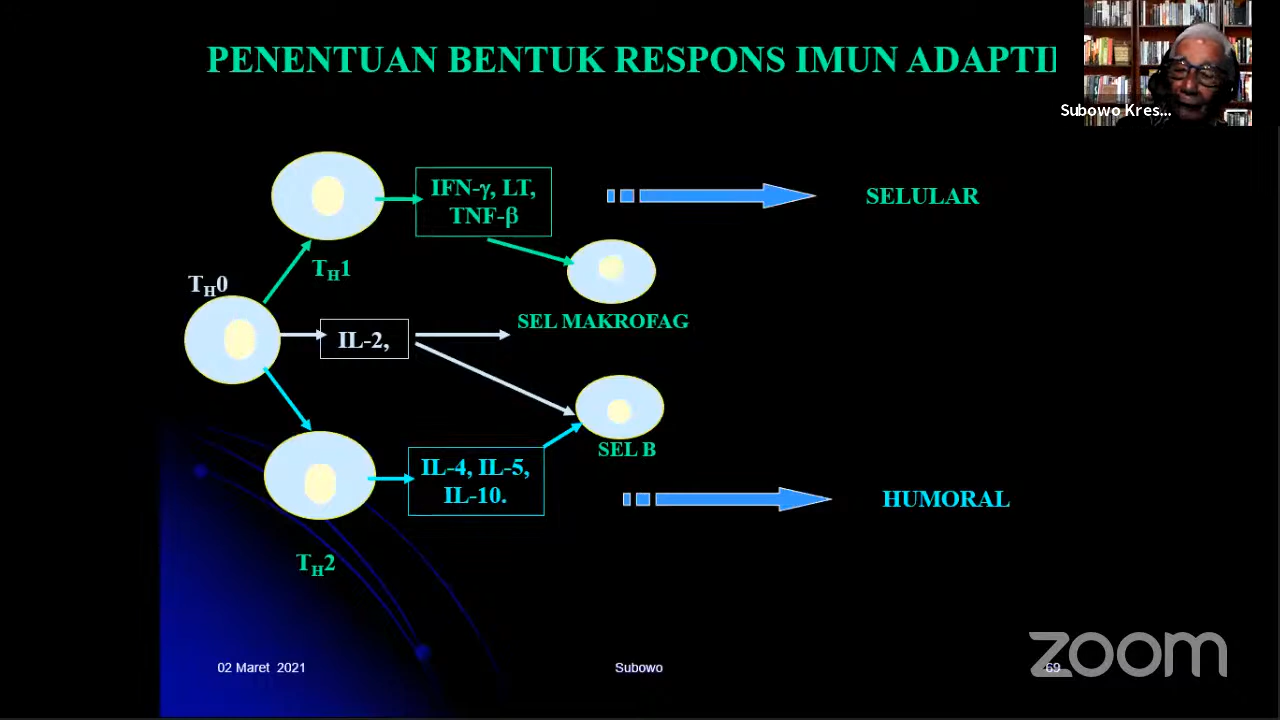 PENENTUAN BENTUK RESPONS IMUN ADAPTI
Subowo Kres...
IFN-γ, LT,
TNF-β
SELULAR
TH1
TH0
SEL MAKROFAG
IL-2,
SEL B
IL-4, IL-5,
IL-10.
HUMORAL
TH2
02 Maret 2021
Subowo
69
zoom